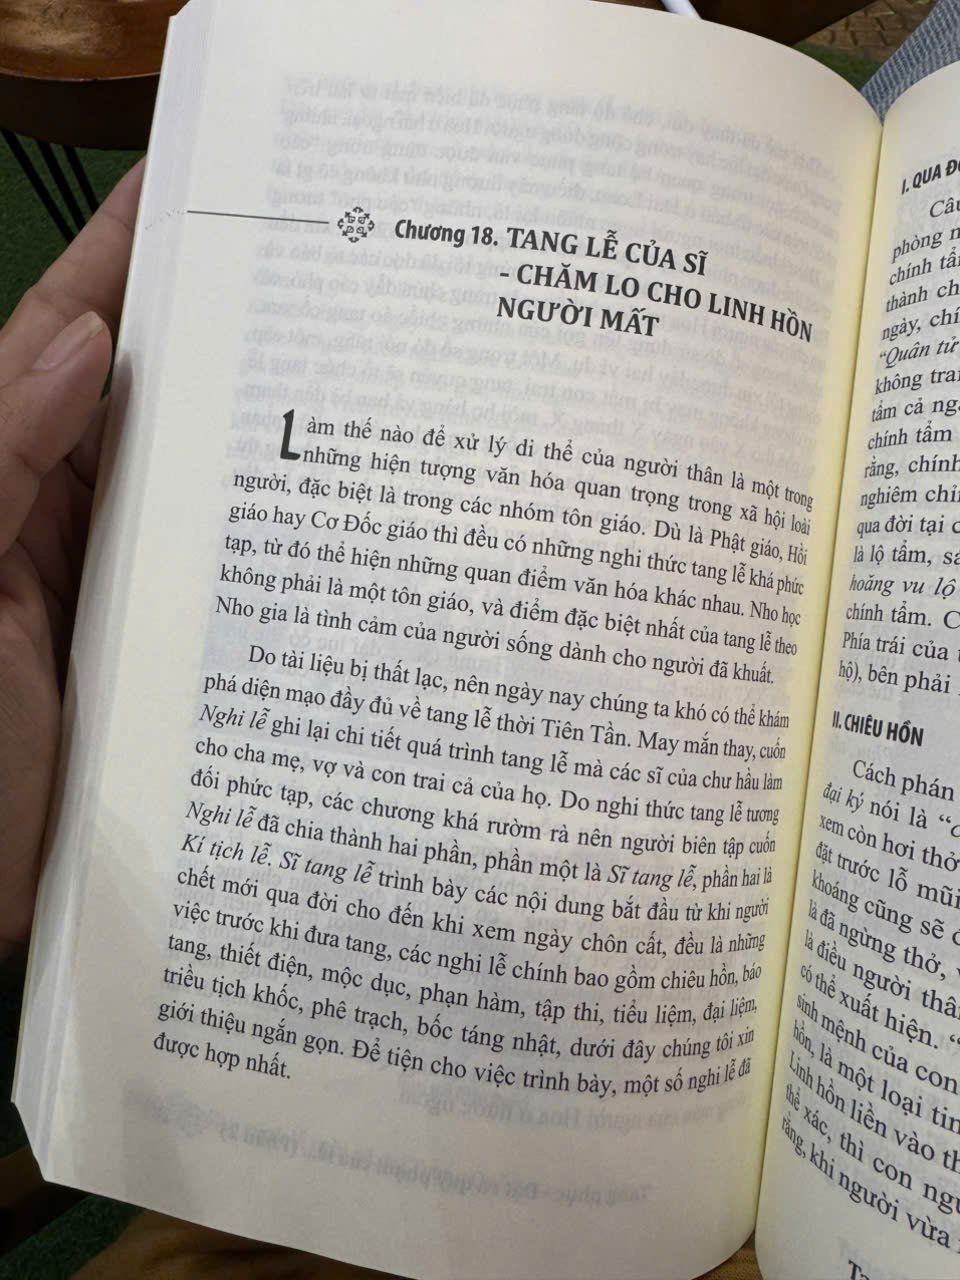 Chương 18. TANG LỄ CỦA SĨ
- CHĂM LO CHO LINH HỒN
NGƯỜI MẤT
Làm thế nào để xử lý di thể của người thân là một trong
những hiện tượng văn hóa quan trọng trong xã hội loài
người, đặc biệt là trong các nhóm tôn giáo. Dù là Phật giáo, Hồi
giáo hay Cơ Đốc giáo thì đều có những nghi thức tang lễ khá phức
tạp, từ đó thể hiện những quan điểm văn hóa khác nhau. Nho học
không phải là một tôn giáo, và điểm đặc biệt nhất của tang lễ theo
Nho gia là tình cảm của người sống dành cho người đã khuất.
Do tài liệu bị thất lạc, nên ngày nay chúng ta khó có thể khám
phá diện mạo đầy đủ về tang lễ thời Tiên Tần. May mắn thay, cuốn
Nghi lễ ghi lại chi tiết quá trình tang lễ mà các sĩ của chư hầu làm
cho cha mẹ, vợ và con trai cả của họ. Do nghi thức tang lễ tương
đối phức tạp, các chương khá rườm rà nên người biên tập cuốn
Nghi lễ đã chia thành hai phần, phần một là Sĩ tang lễ, phần hai là
Kí tịch lễ. Sĩ tang lễ trình bày các nội dung bắt đầu từ khi người
chết mới qua đời cho đến khi xem ngày chôn cất, đều là những
việc trước khi đưa tang, các nghi lễ chính bao gồm chiêu hồn, báo
tang, thiết điện, mộc dục, phạn hàm, tập thi, tiểu liệm, đại liệm,
triều tịch khốc, phê trạch, bốc táng nhật, dưới đây chúng tôi xin
giới thiệu ngắn gọn. Để tiện cho việc trình bày, một số nghi lễ đã
được hợp nhất.
I. QUA
Câu
phòng
chính
thành
ngày,
"Quân tử
không
tẩm cả
chính tẩm
rằng, chính
nghiêm
qua đời tại
là lộ tẩm,
hoăng vu lộ
chính tẩm.
Phía trái của
hộ), bên phải
II. CHIÊU HỒN
Cách phán
đại ký nói là
xem còn hơi thở
đặt trước lỗ mũi
khoáng cũng sẽ
là đã ngừng thở,
là điều người
có thể xuất hiện.
sinh mệnh của con
hồn, là một loại
Linh hồn liền vào
thể xác, thì con
rằng, khi người vừa